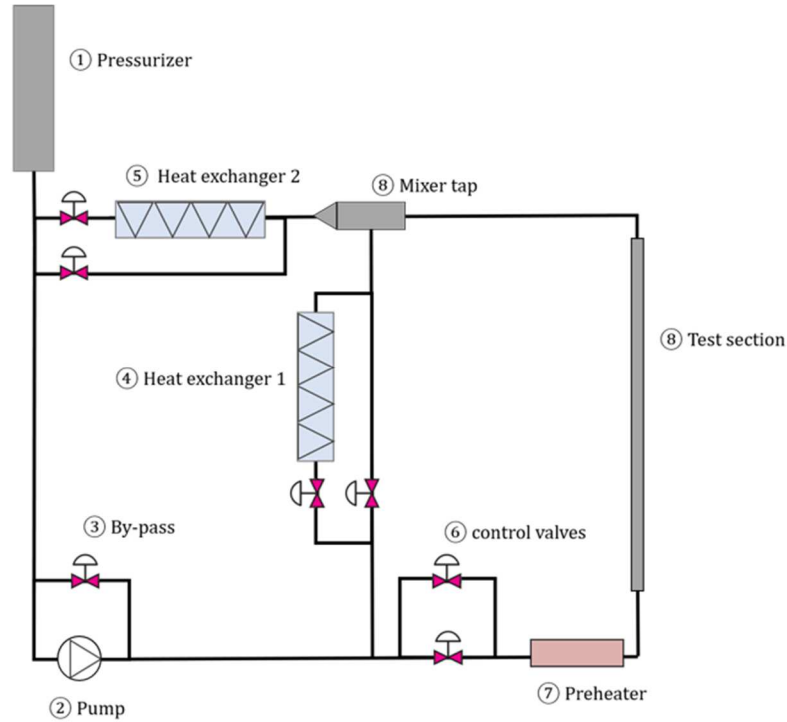 ① Pressurizer
⑤ Heat exchanger 2
⑧ Mixer tap
⑧ Test section
④ Heat exchanger 1
③ By-pass
⑥ control valves
⑦ Preheater
② Pump